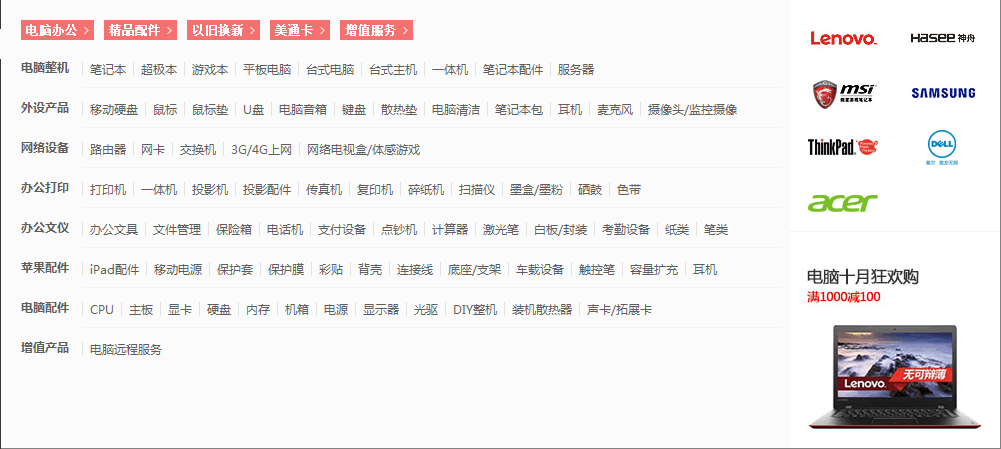 电脑办公 > 精品配件 > 以旧换新 > 美通卡 > 增值服务 >
电脑整机 笔记本 超极本 游戏本 平板电脑 台式电脑 台式主机 一体机 笔记本配件 服务器
外设产品 移动硬盘 鼠标 鼠标垫 U盘 电脑音箱 键盘 散热垫 电脑清洁 笔记本包 耳机 麦克风 摄像头/监控摄像
网络设备 路由器 网卡 交换机 3G/4G上网 网络电视盒/体感游戏
办公打印 打印机 一体机 投影机 投影配件 传真机 复印机 碎纸机 扫描仪 墨盒/墨粉 硒鼓 色带
办公文仪 办公文具 文件管理 保险箱 电话机 支付设备 点钞机 计算器 激光笔 白板/封装 考勤设备 纸类 笔类
苹果配件 iPad配件 移动电源 保护套 保护膜 彩贴 背壳 连接线 底座/支架 车载设备 触控笔 容量扩充 耳机
电脑配件 CPU 主板 显卡 硬盘 内存 机箱 电源 显示器 光驱 DIY整机 装机散热器 声卡/拓展卡
增值产品 电脑远程服务
Lenovo. Hasee 神舟
msi SAMSUNG
微星游戏笔记本
ThinkPad. DELL
acer
电脑十月狂欢购
满1000减100
Lenovo. 无可辩薄